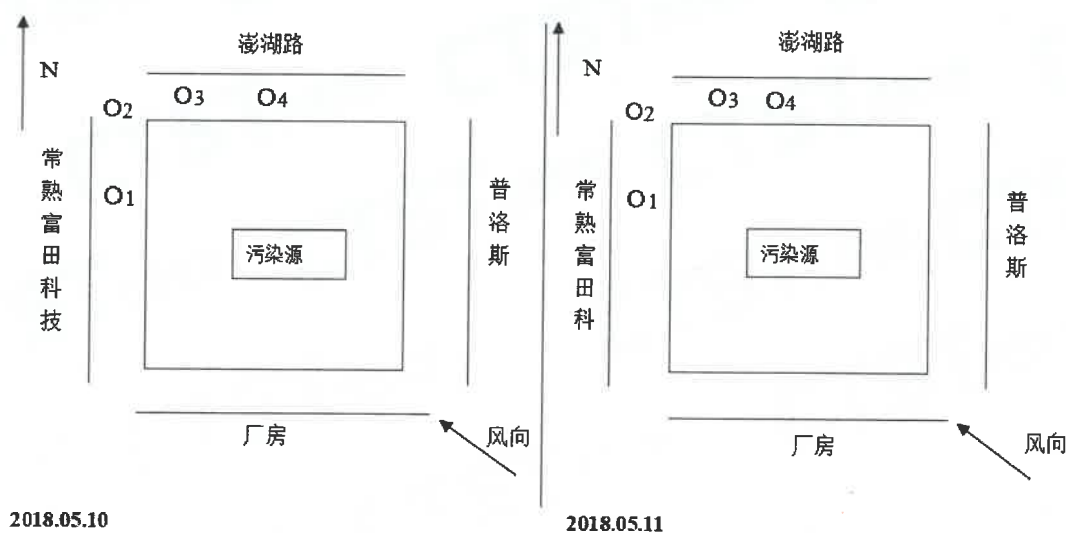 澎湖路
N
O3
O4
O2
O1
常熟富田科技
污染源
普洛斯
厂房
风向
2018.05.10
澎湖路
N
O3
O4
O2
O1
常熟富田科
污染源
普洛斯
厂房
风向
2018.05.11